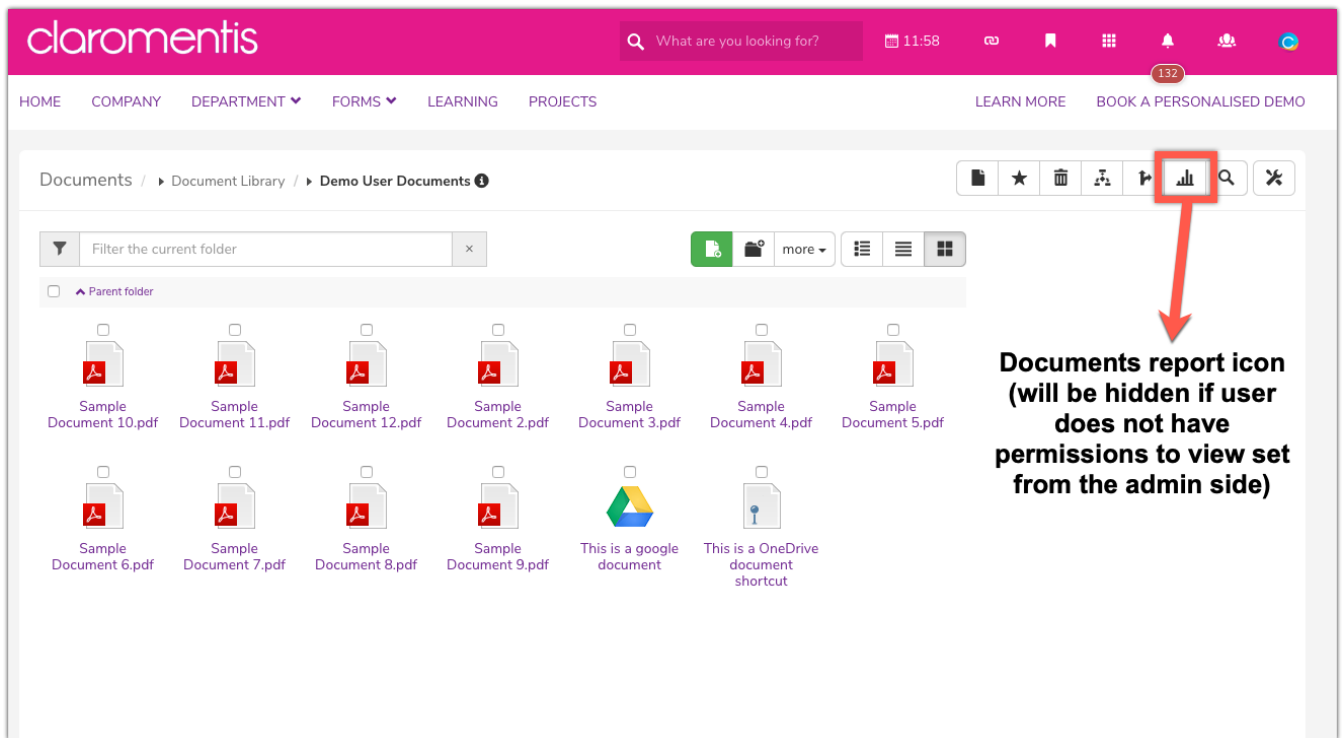 claromentis
What are you looking for?
11:58
132
HOME COMPANY DEPARTMENT FORMS LEARNING PROJECTS LEARN MORE BOOK A PERSONALISED DEMO
Documents / Document Library / Demo User Documents
Filter the current folder ×
more
Parent folder
Sample Document 10.pdf
Sample Document 11.pdf
Sample Document 12.pdf
Sample Document 2.pdf
Sample Document 3.pdf
Sample Document 4.pdf
Sample Document 5.pdf
Sample Document 6.pdf
Sample Document 7.pdf
Sample Document 8.pdf
Sample Document 9.pdf
This is a google document
This is a OneDrive document shortcut
Documents report icon
(will be hidden if user
does not have
permissions to view set
from the admin side)